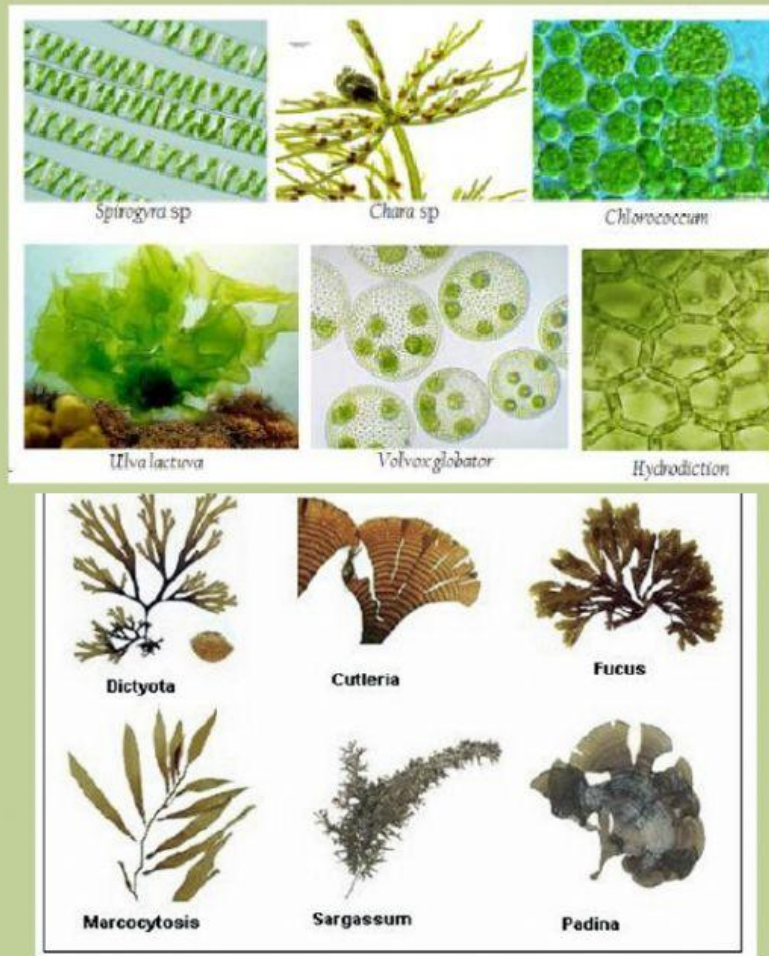 Spirogyra sp
Chara sp
Chlorococcum
Ulva lactuva
Volvox globator
Hydrodiction
Dictyota
Cutleria
Fucus
Marcocytosis
Sargassum
Padina